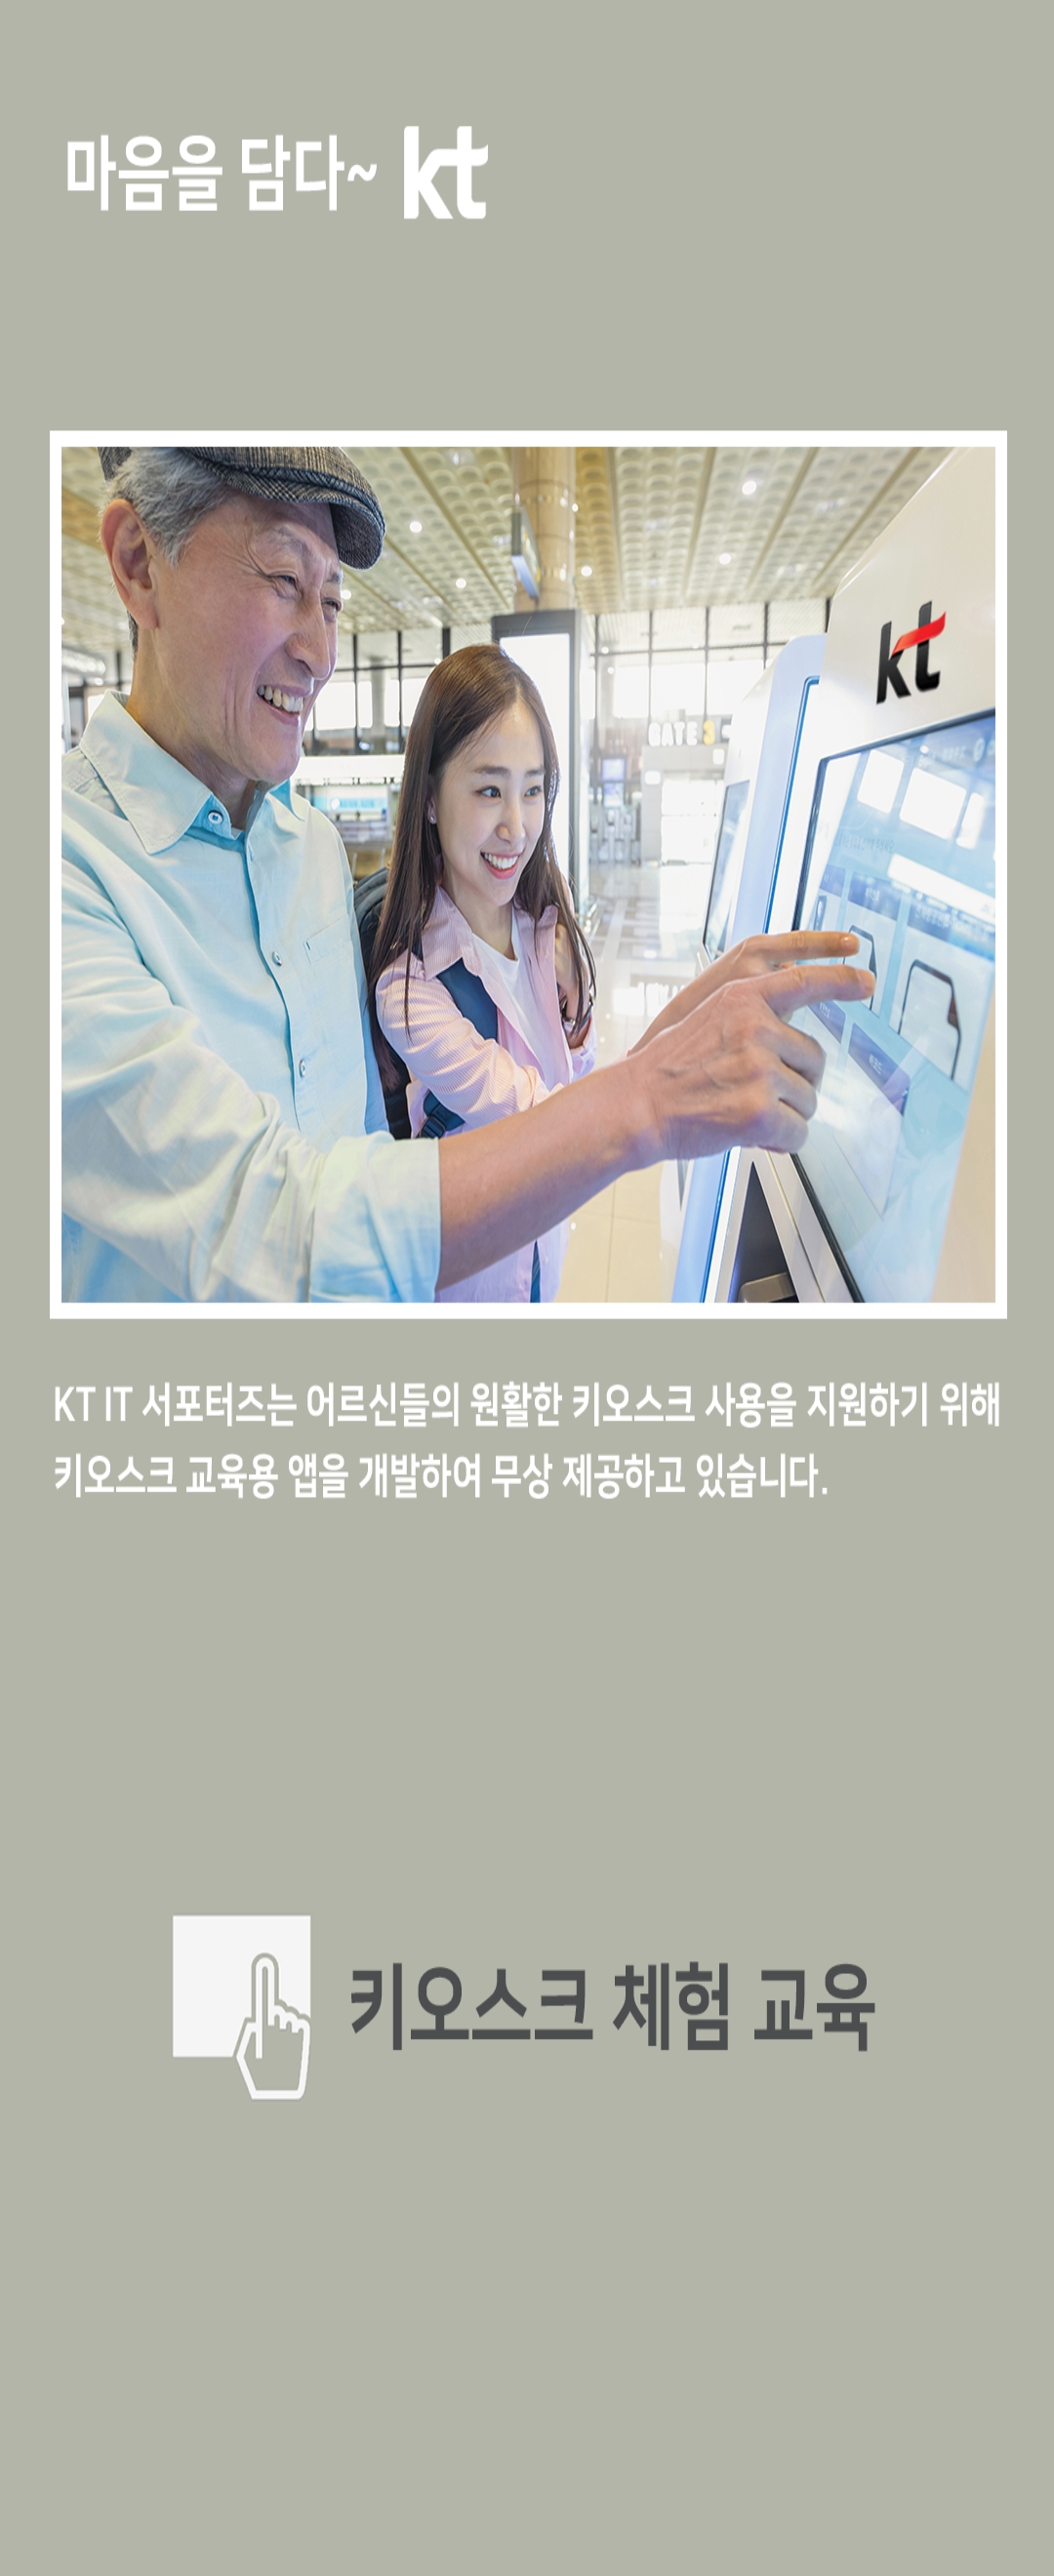 마음을 담다~ kt
kt
GATE 3
KT IT 서포터즈는 어르신들의 원활한 키오스크 사용을 지원하기 위해
키오스크 교육용 앱을 개발하여 무상 제공하고 있습니다.
키오스크 체험 교육